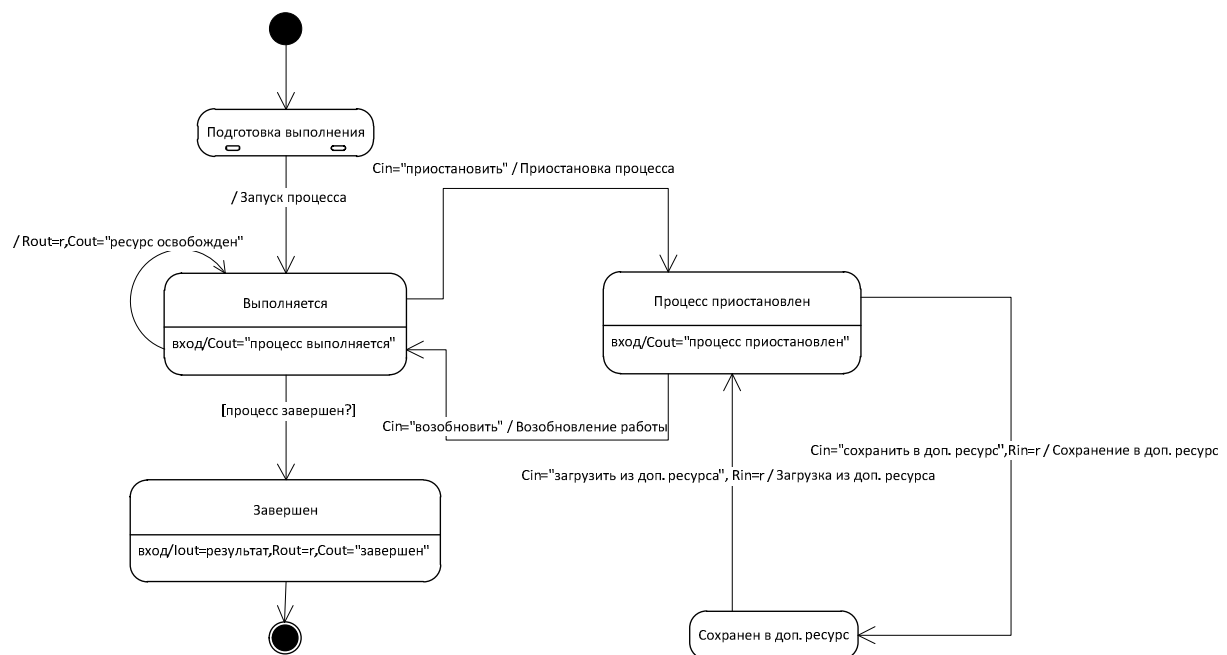 Подготовка выполнения
Cin="приостановить" / Приостановка процесса
/ Запуск процесса
/ Rout=r,Cout="ресурс освобожден"
Выполняется
вход/Cout="процесс выполняется"
Процесс приостановлен
вход/Cout="процесс приостановлен"
[процесс завершен?]
Cin="возобновить" / Возобновление работы
Cin="сохранить в доп. ресурс",Rin=r / Сохранение в доп. ресурс
Cin="загрузить из доп. ресурса", Rin=r / Загрузка из доп. ресурса
Завершен
вход/Iout=результат,Rout=r,Cout="завершен"
Сохранен в доп. ресурс